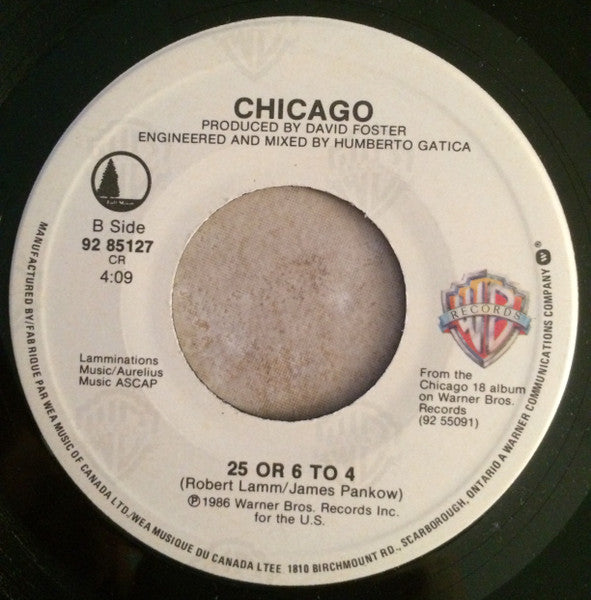 CHICAGO
PRODUCED BY DAVID FOSTER
ENGINEERED AND MIXED BY HUMBERTO GATICA
Full Moon
B Side
92 85127
CR
4:09
Lamminations
Music/Aurelius
Music ASCAP
WB
RECORDS
From the
Chicago 18 album
on Warner Bros.
Records
(92 55091)
25 OR 6 TO 4
(Robert Lamm/James Pankow)
℗1986 Warner Bros. Records Inc.
for the U.S.
MANUFACTURED BY/FABRIQUE PAR WEA MUSIC OF CANADA LTD./WEA MUSIQUE DU CANADA LTEE. 1810 BIRCHMOUNT RD., SCARBOROUGH, ONTARIO A WARNER COMMUNICATIONS COMPANY W ®